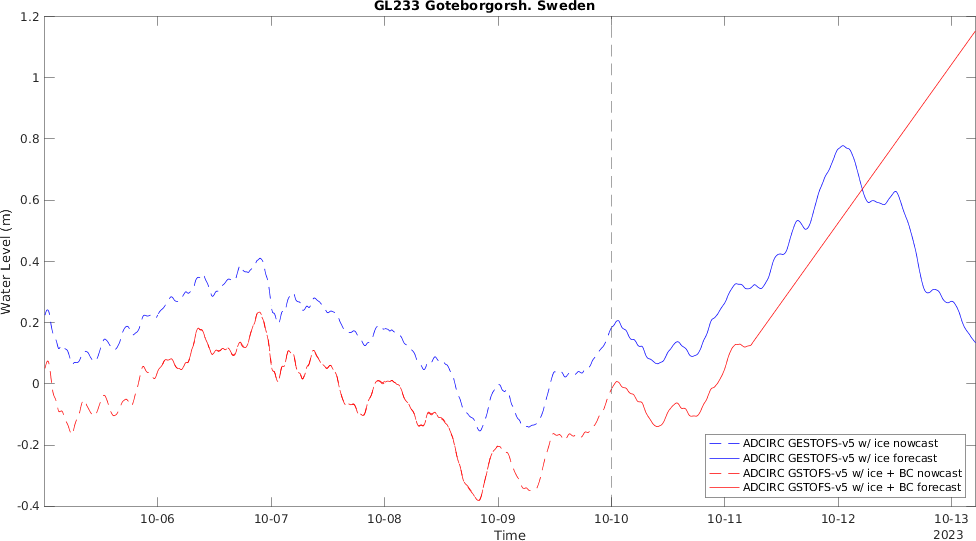 GL233 Goteborgorsh. Sweden
1.2
1
0.8
0.6
0.4
0.2
0
-0.2
-0.4
Water Level (m)
10-06 10-07 10-08 10-09 10-10 10-11 10-12 10-13
Time
2023
ADCIRC GESTOFS-v5 w/ ice nowcast
ADCIRC GESTOFS-v5 w/ ice forecast
ADCIRC GSTOFS-v5 w/ ice + BC nowcast
ADCIRC GSTOFS-v5 w/ ice + BC forecast